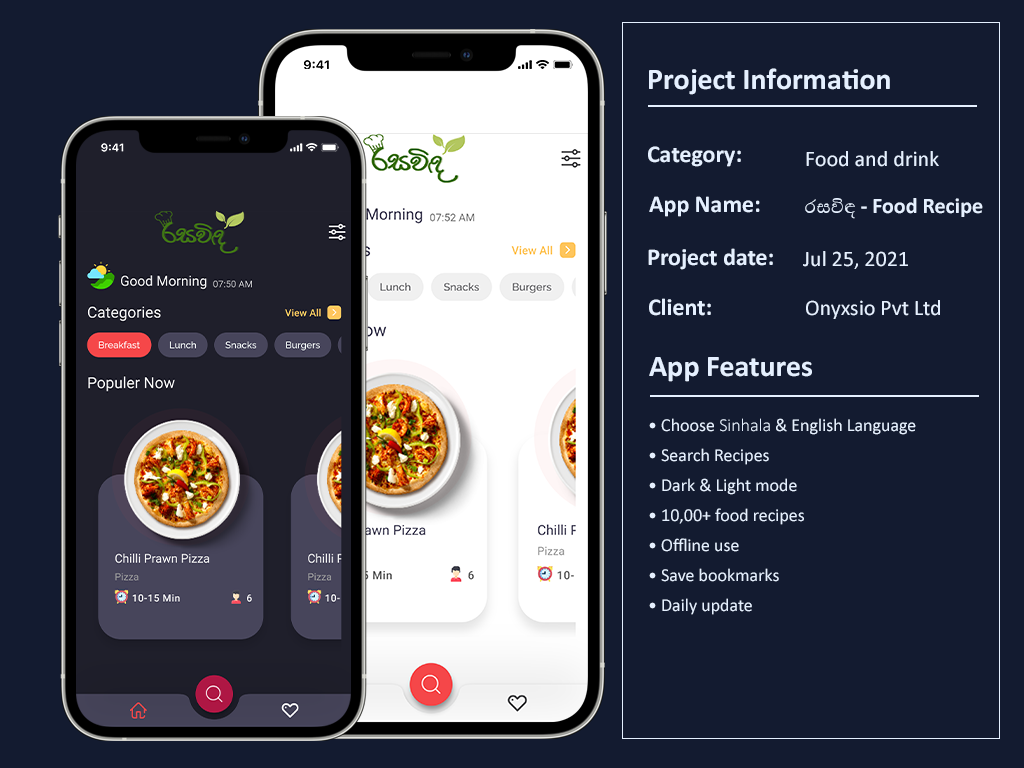 9:41
රසවිඳ
Good Morning 07:50 AM
Categories
View All
Breakfast
Lunch
Snacks
Burgers
Populer Now
Chilli Prawn Pizza
Pizza
10-15 Min
6
Chilli F
Pizza
10-
9:41
රසවිඳ
Morning 07:52 AM
s
View All
Lunch
Snacks
Burgers
ow
awn Pizza
5 Min
6
Chilli F
Pizza
10-
Project Information
Category: Food and drink
App Name: රසවිඳ - Food Recipe
Project date: Jul 25, 2021
Client: Onyxsio Pvt Ltd
App Features
• Choose Sinhala & English Language
• Search Recipes
• Dark & Light mode
• 10,00+ food recipes
• Offline use
• Save bookmarks
• Daily update